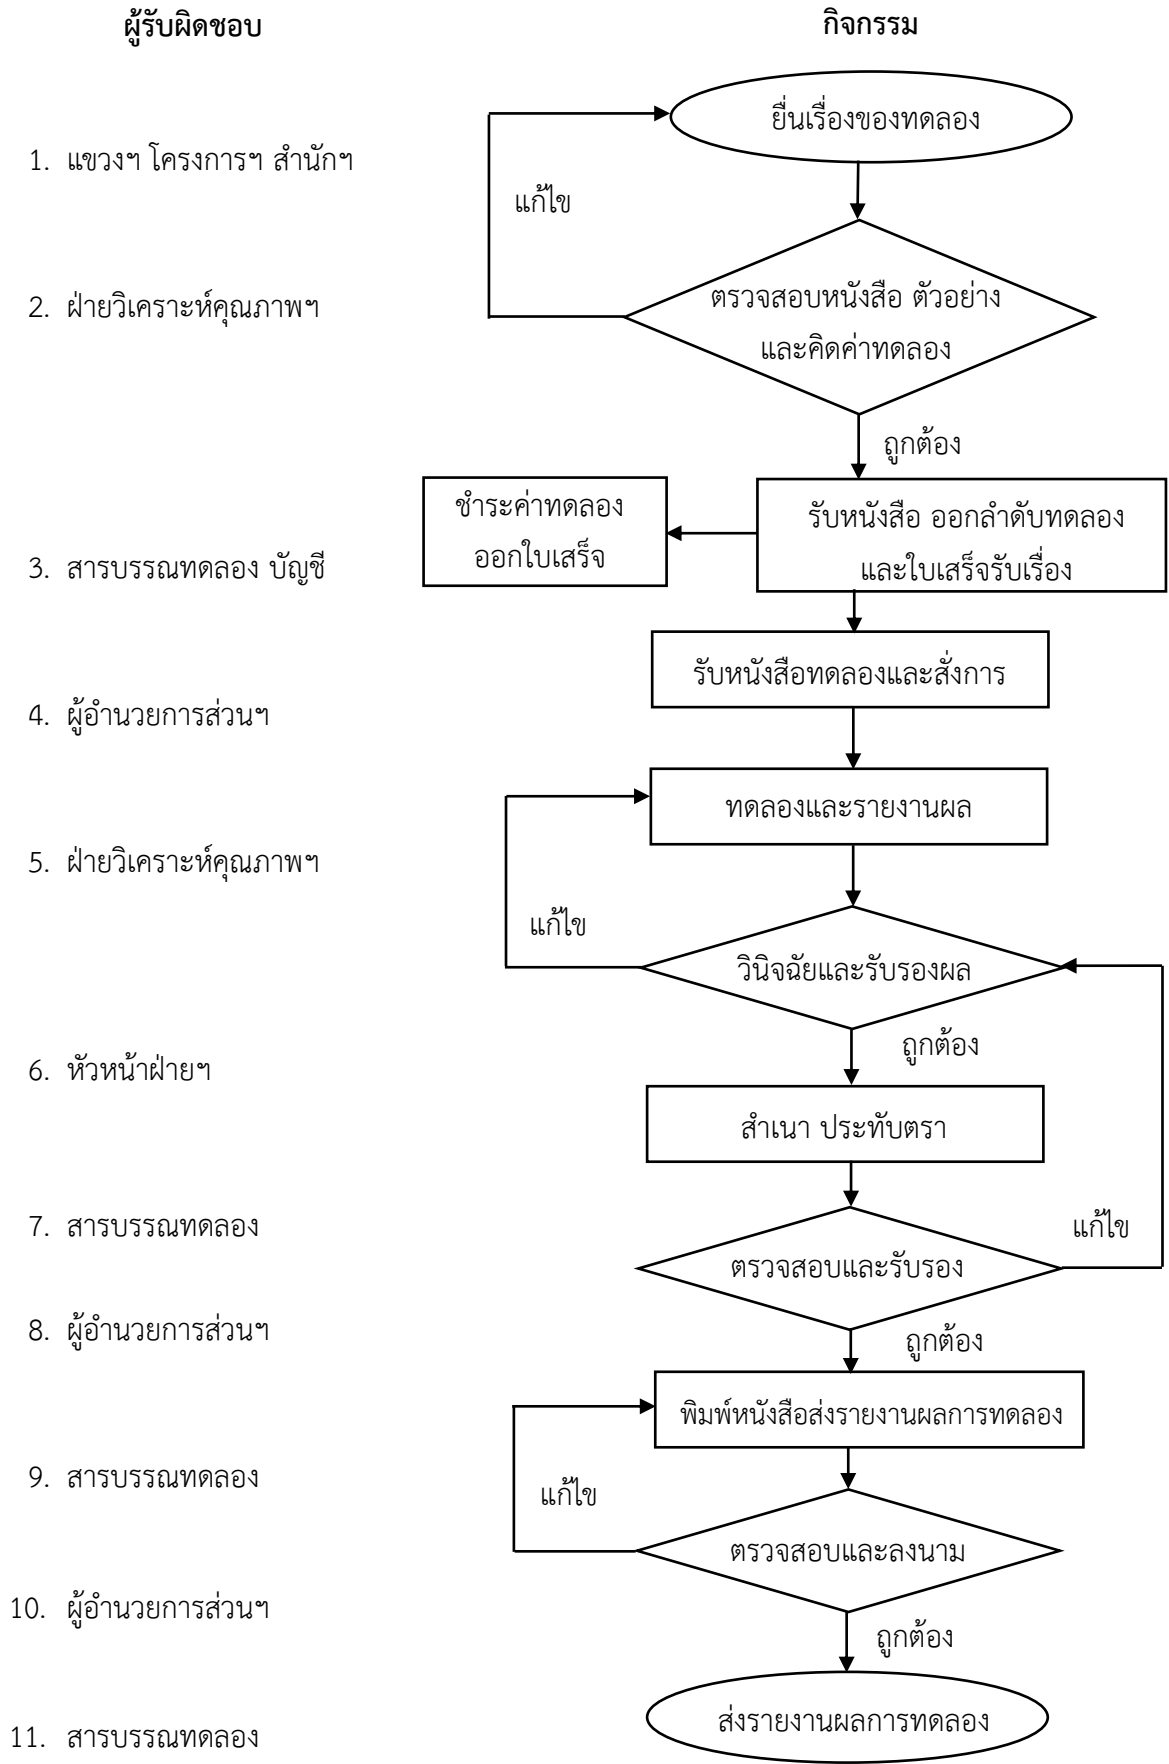 ผู้รับผิดชอบ
กิจกรรม
ยื่นเรื่องของทดลอง
1. แขวงฯ โครงการฯ สำนักฯ
แก้ไข
2. ฝ่ายวิเคราะห์คุณภาพฯ
ตรวจสอบหนังสือ ตัวอย่าง
และคิดค่าทดลอง
ถูกต้อง
ชำระค่าทดลอง
ออกใบเสร็จ
รับหนังสือ ออกลำดับทดลอง
และใบเสร็จรับเรื่อง
3. สารบรรณทดลอง บัญชี
รับหนังสือทดลองและสั่งการ
4. ผู้อำนวยการส่วนฯ
ทดลองและรายงานผล
5. ฝ่ายวิเคราะห์คุณภาพฯ
แก้ไข
วินิจฉัยและรับรองผล
ถูกต้อง
6. หัวหน้าฝ่ายฯ
สำเนา ประทับตรา
7. สารบรรณทดลอง
แก้ไข
ตรวจสอบและรับรอง
8. ผู้อำนวยการส่วนฯ
ถูกต้อง
พิมพ์หนังสือส่งรายงานผลการทดลอง
9. สารบรรณทดลอง
แก้ไข
ตรวจสอบและลงนาม
10. ผู้อำนวยการส่วนฯ
ถูกต้อง
ส่งรายงานผลการทดลอง
11. สารบรรณทดลอง